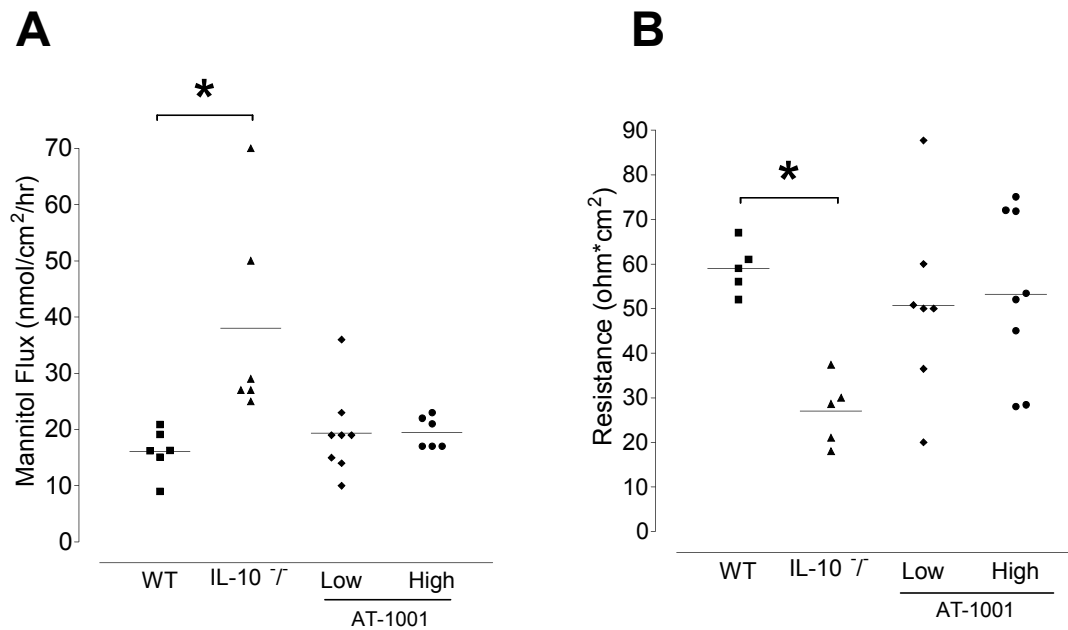 A
*
Mannitol Flux (nmol/cm²/hr)
70
60
50
40
30
20
10
0
WT
IL-10 ⁻/⁻
Low
High
AT-1001
B
*
Resistance (ohm*cm²)
90
80
70
60
50
40
30
20
10
0
WT
IL-10 ⁻/⁻
Low
High
AT-1001